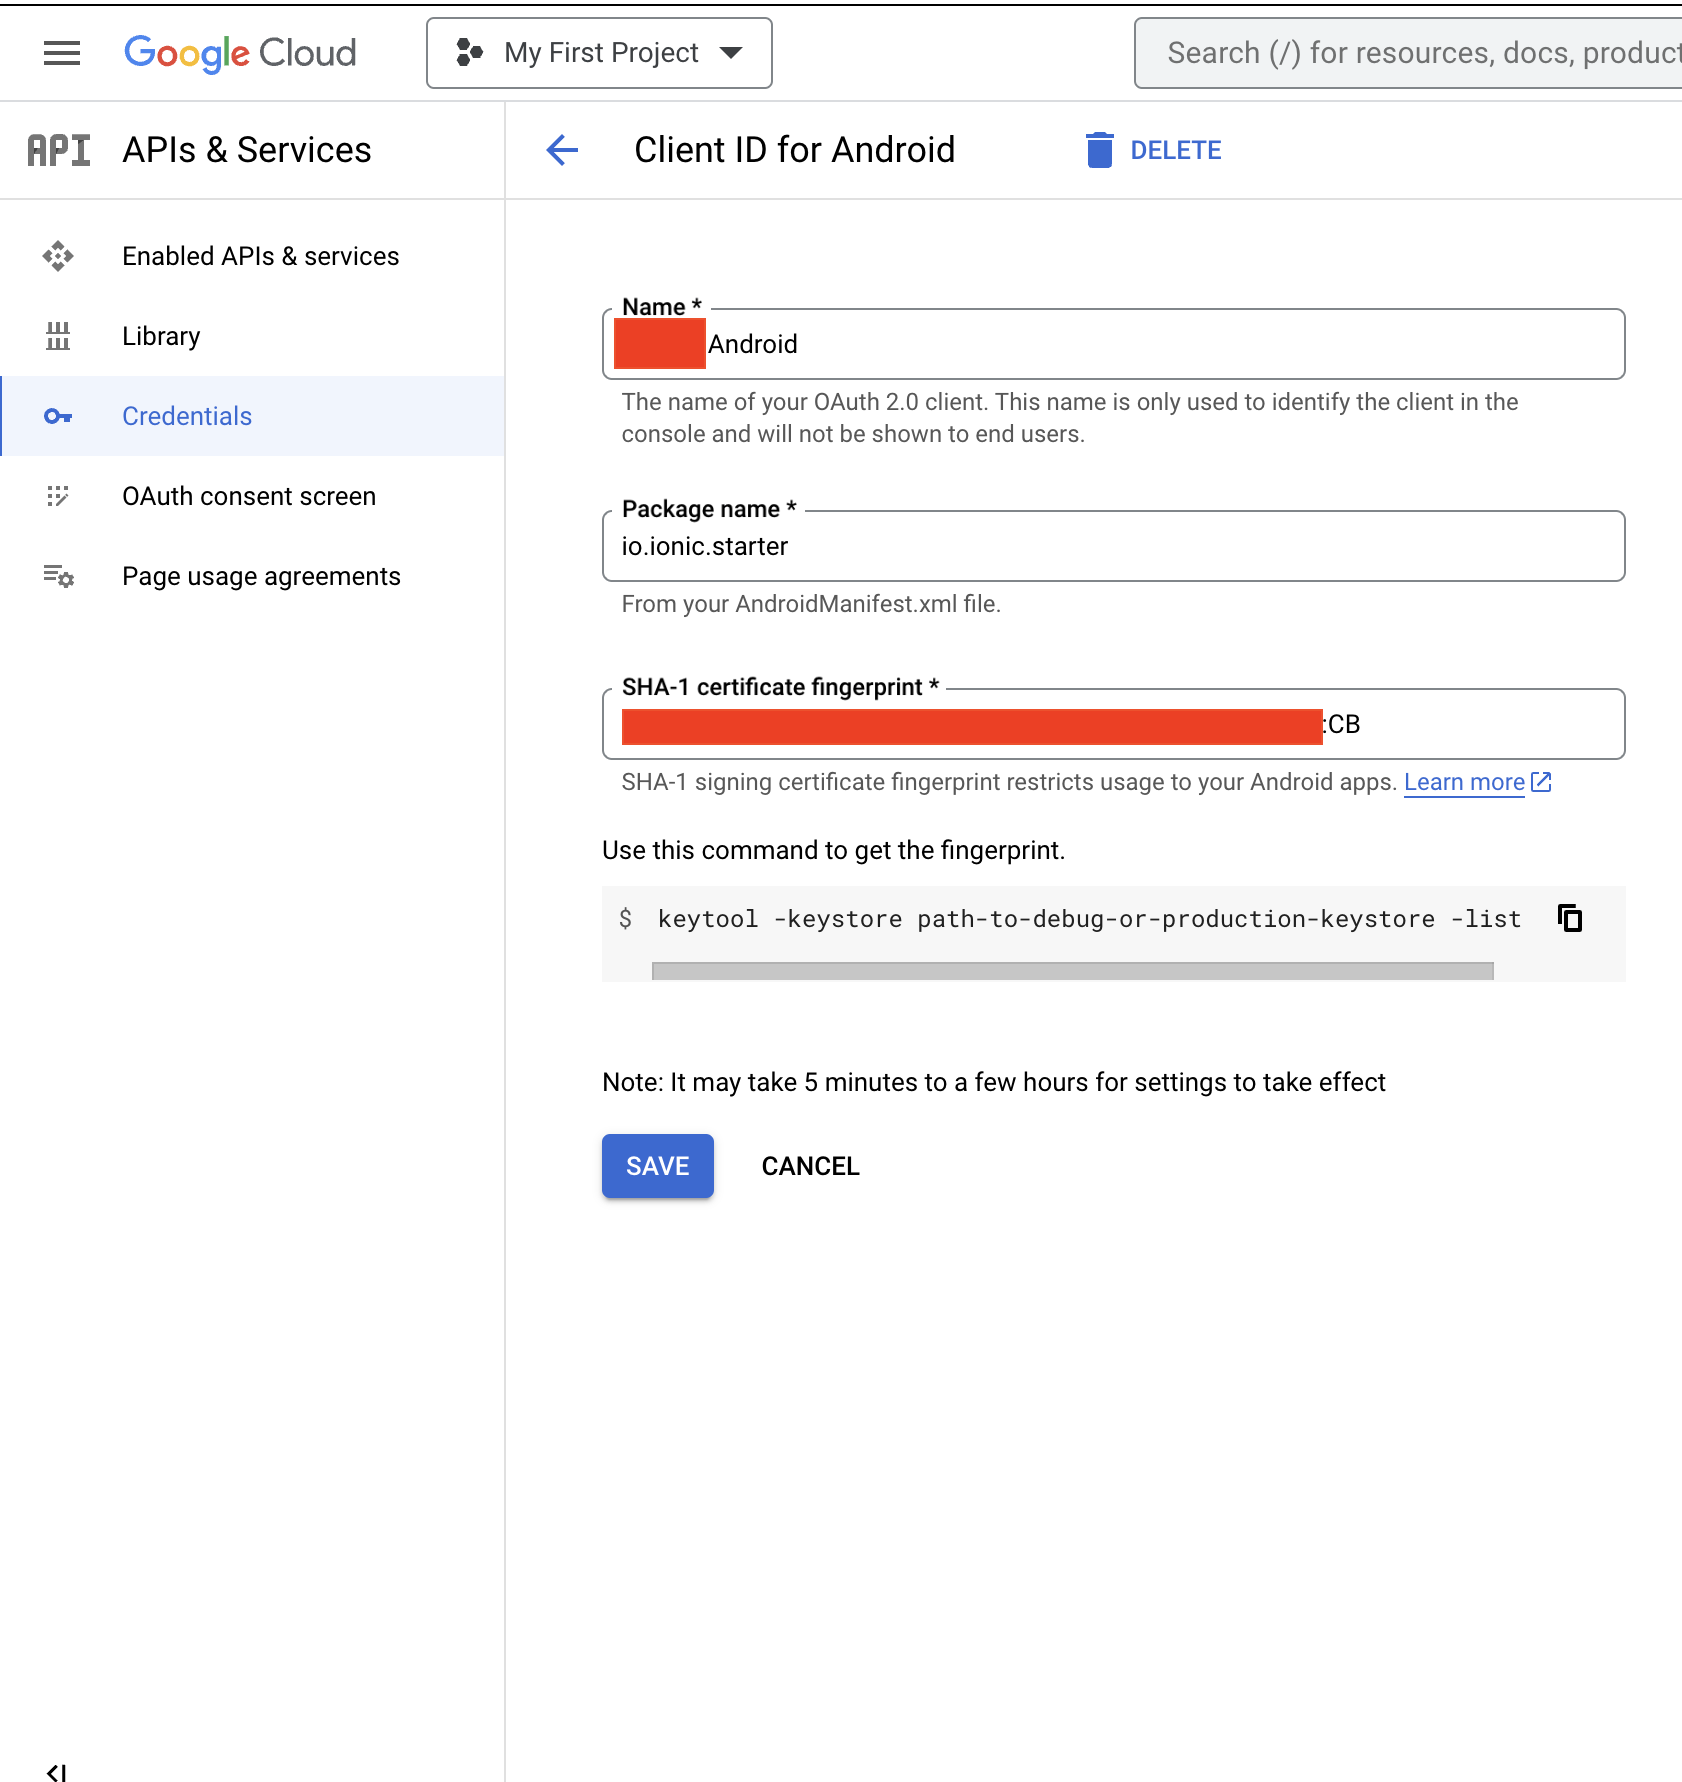 Google Cloud
My First Project
Search (/) for resources, docs, product
API
APIs & Services
Client ID for Android
DELETE
Enabled APIs & services
Library
Credentials
OAuth consent screen
Page usage agreements
Name *
Android
The name of your OAuth 2.0 client. This name is only used to identify the client in the
console and will not be shown to end users.
Package name *
io.ionic.starter
From your AndroidManifest.xml file.
SHA-1 certificate fingerprint *
:CB
SHA-1 signing certificate fingerprint restricts usage to your Android apps. Learn more
Use this command to get the fingerprint.
$ keytool -keystore path-to-debug-or-production-keystore -list
Note: It may take 5 minutes to a few hours for settings to take effect
SAVE
CANCEL